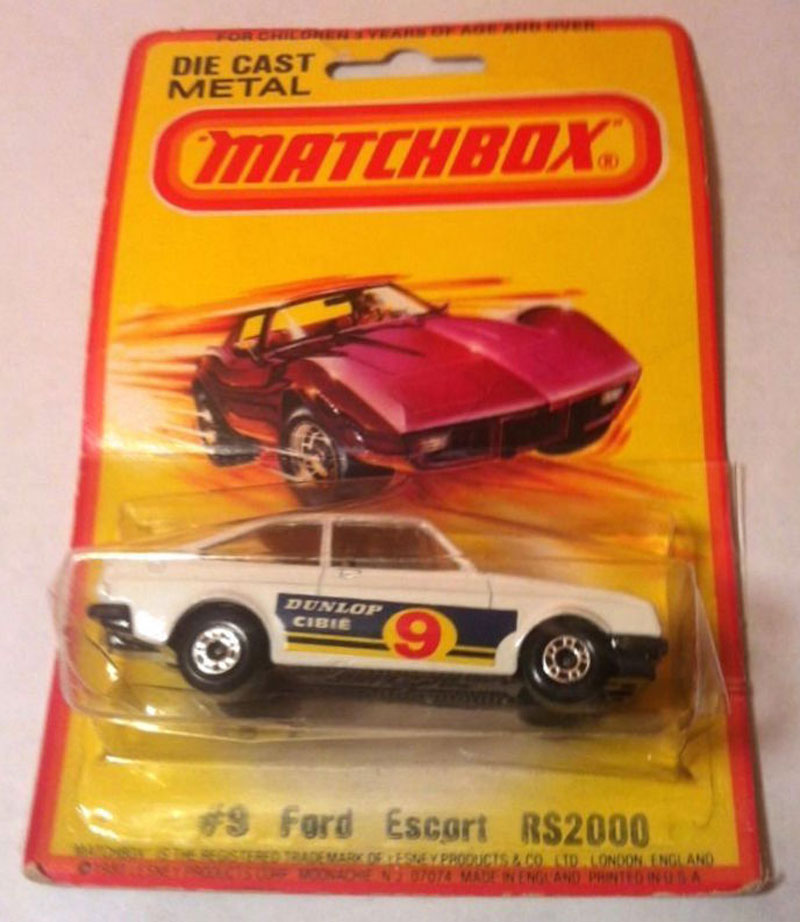 FOR CHILDREN 3 YEARS OF AGE AND OVER
DIE CAST
METAL
"MATCHBOX"®
DUNLOP
CIBIÉ
9
#9 Ford Escort RS2000
"MATCHBOX" IS THE REGISTERED TRADEMARK OF LESNEY PRODUCTS & CO. LTD. LONDON, ENGLAND
© LESNEY PRODUCTS CORP. MOONACHIE, N.J. 07074 MADE IN ENGLAND PRINTED IN U.S.A.